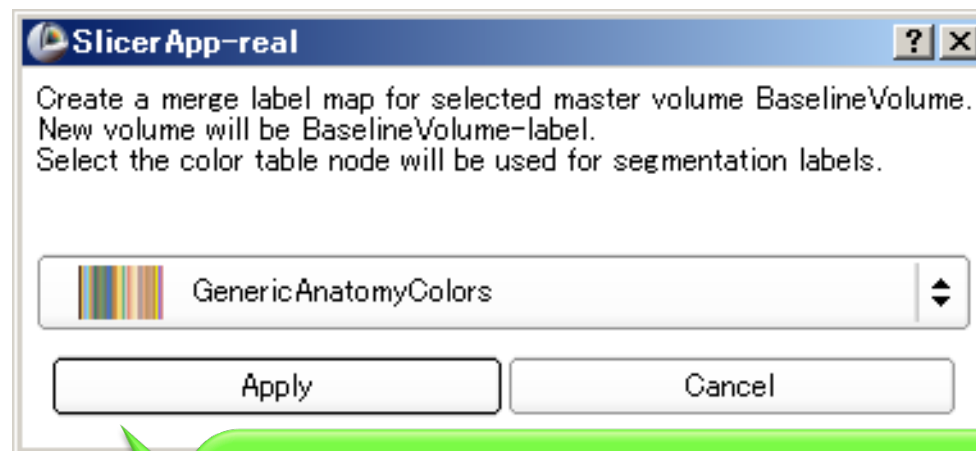 SlicerApp-real
Create a merge label map for selected master volume BaselineVolume.
New volume will be BaselineVolume-label.
Select the color table node will be used for segmentation labels.
GenericAnatomyColors
Apply
Cancel